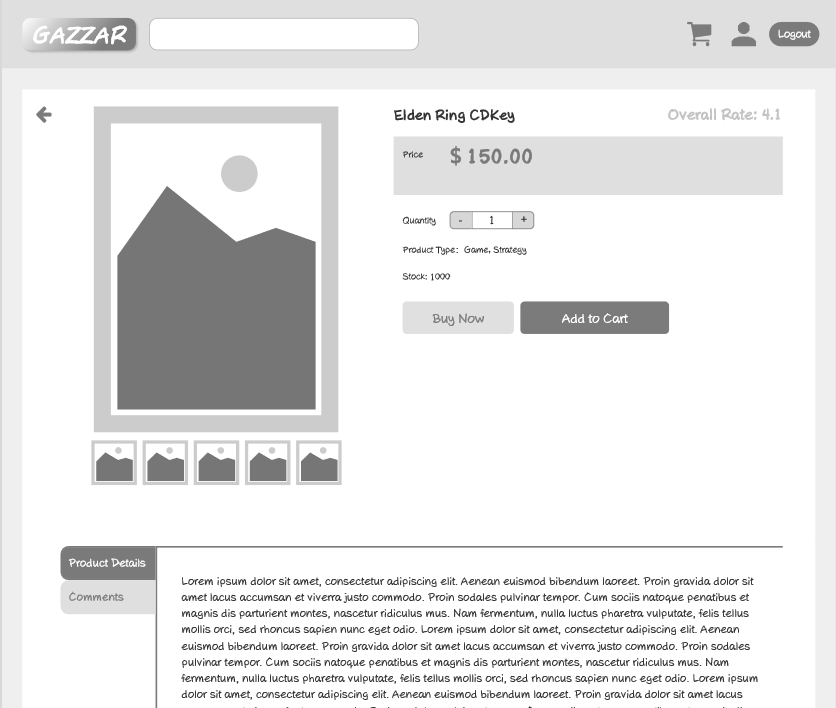 GAZZAR
Logout
Elden Ring CDKey
Overall Rate: 4.1
Price $ 150.00
Quantity - 1 +
Product Type: Game, Strategy
Stock: 1000
Buy Now Add to Cart
Product Details
Comments
Lorem ipsum dolor sit amet, consectetur adipiscing elit. Aenean euismod bibendum laoreet. Proin gravida dolor sit
amet lacus accumsan et viverra justo commodo. Proin sodales pulvinar tempor. Cum sociis natoque penatibus et
magnis dis parturient montes, nascetur ridiculus mus. Nam fermentum, nulla luctus pharetra vulputate, felis tellus
mollis orci, sed rhoncus sapien nunc eget odio. Lorem ipsum dolor sit amet, consectetur adipiscing elit. Aenean
euismod bibendum laoreet. Proin gravida dolor sit amet lacus accumsan et viverra justo commodo. Proin sodales
pulvinar tempor. Cum sociis natoque penatibus et magnis dis parturient montes, nascetur ridiculus mus. Nam
fermentum, nulla luctus pharetra vulputate, felis tellus mollis orci, sed rhoncus sapien nunc eget odio. Lorem ipsum
dolor sit amet, consectetur adipiscing elit. Aenean euismod bibendum laoreet. Proin gravida dolor sit amet lacus